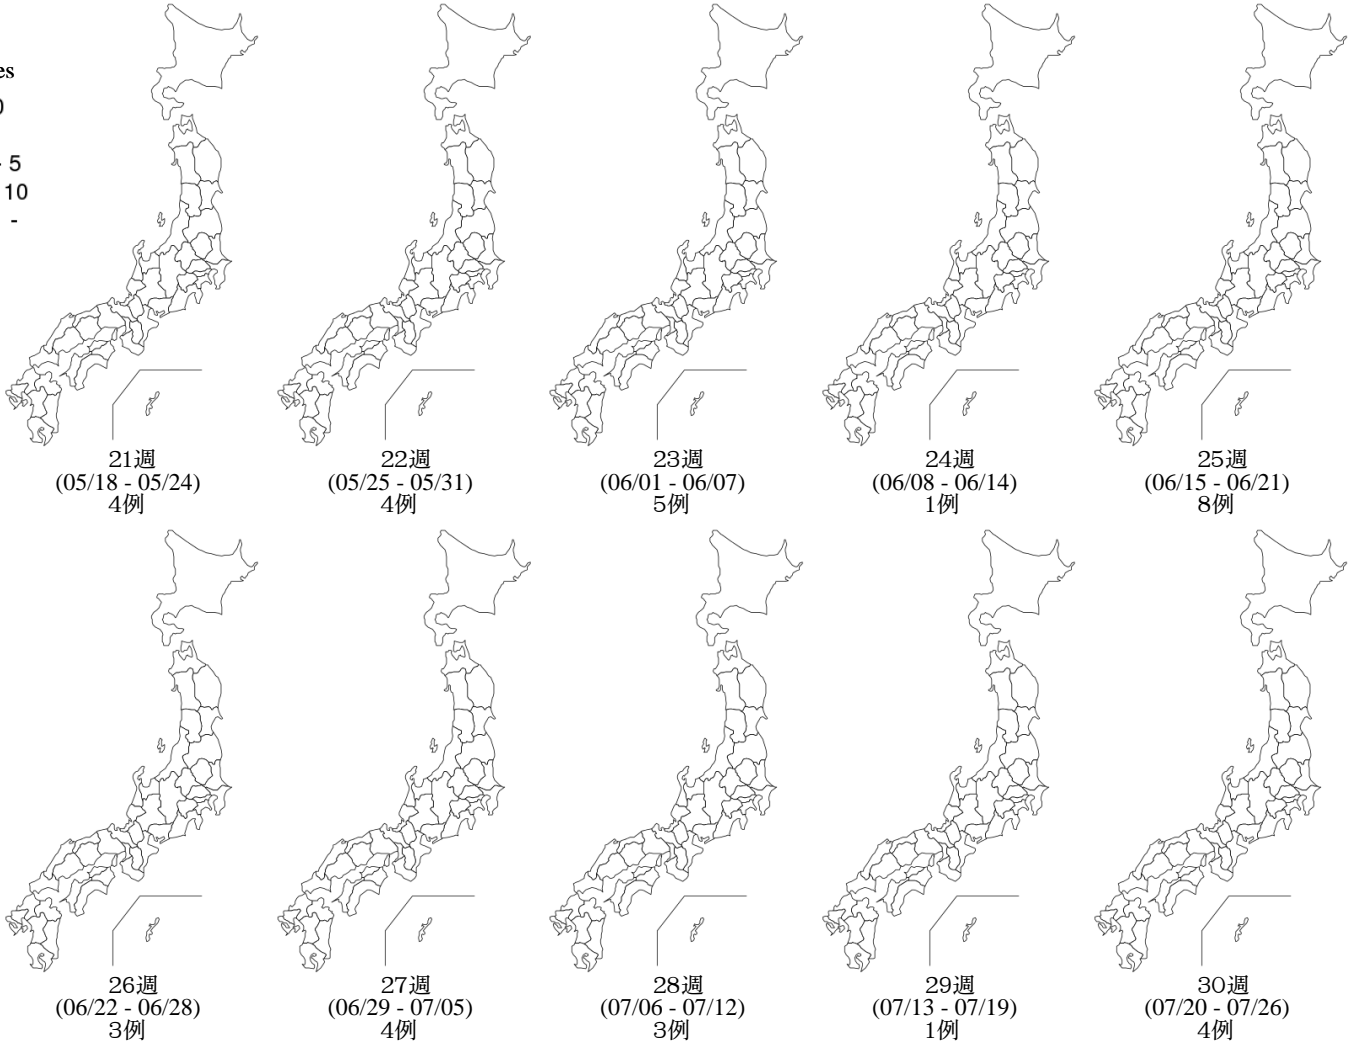 es
0
- 5
10
-
21週
(05/18 - 05/24)
4例
22週
(05/25 - 05/31)
4例
23週
(06/01 - 06/07)
5例
24週
(06/08 - 06/14)
1例
25週
(06/15 - 06/21)
8例
26週
(06/22 - 06/28)
3例
27週
(06/29 - 07/05)
4例
28週
(07/06 - 07/12)
3例
29週
(07/13 - 07/19)
1例
30週
(07/20 - 07/26)
4例